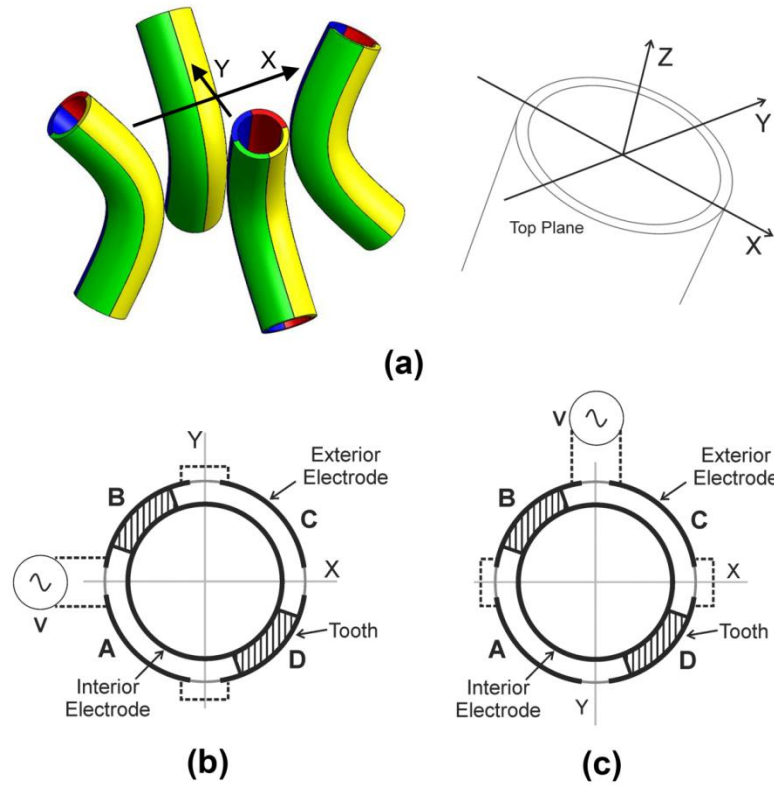 Y
X
Z
Y
X
Top Plane
(a)
Y
B
Exterior
Electrode
C
X
V
A
Tooth
D
Interior
Electrode
(b)
V
B
Exterior
Electrode
C
X
A
Tooth
D
Interior
Electrode
Y
(c)